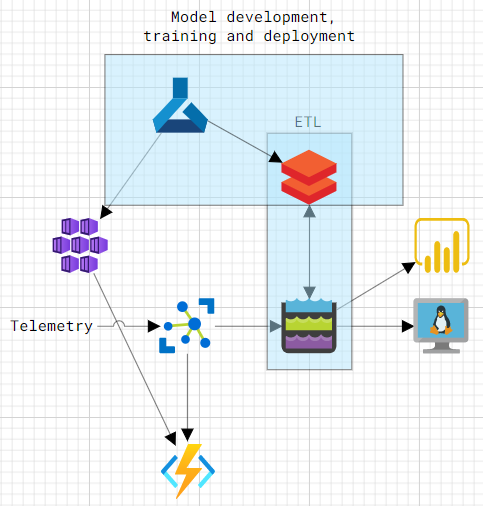 Model development,
training and deployment
ETL
Telemetry